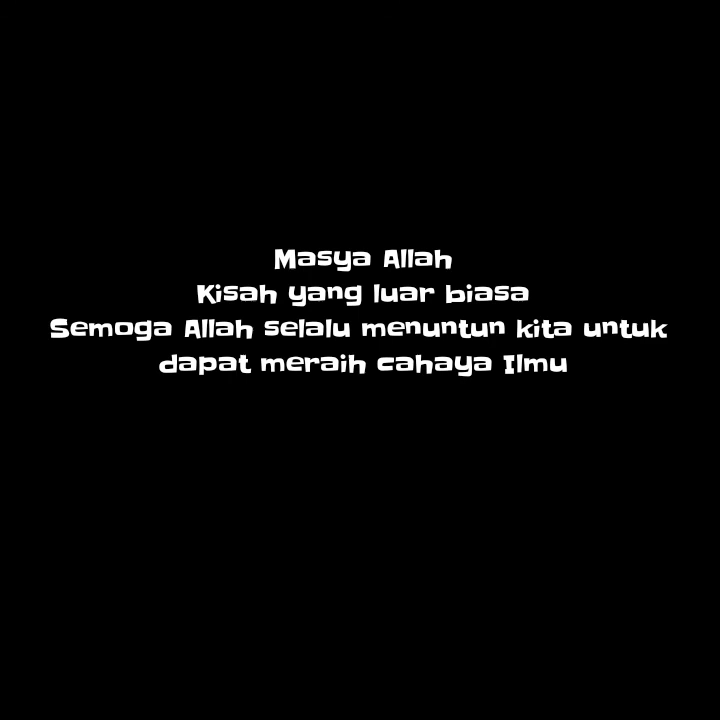 Masya Allah
Kisah yang luar biasa
Semoga Allah selalu menuntun kita untuk
dapat meraih cahaya Ilmu